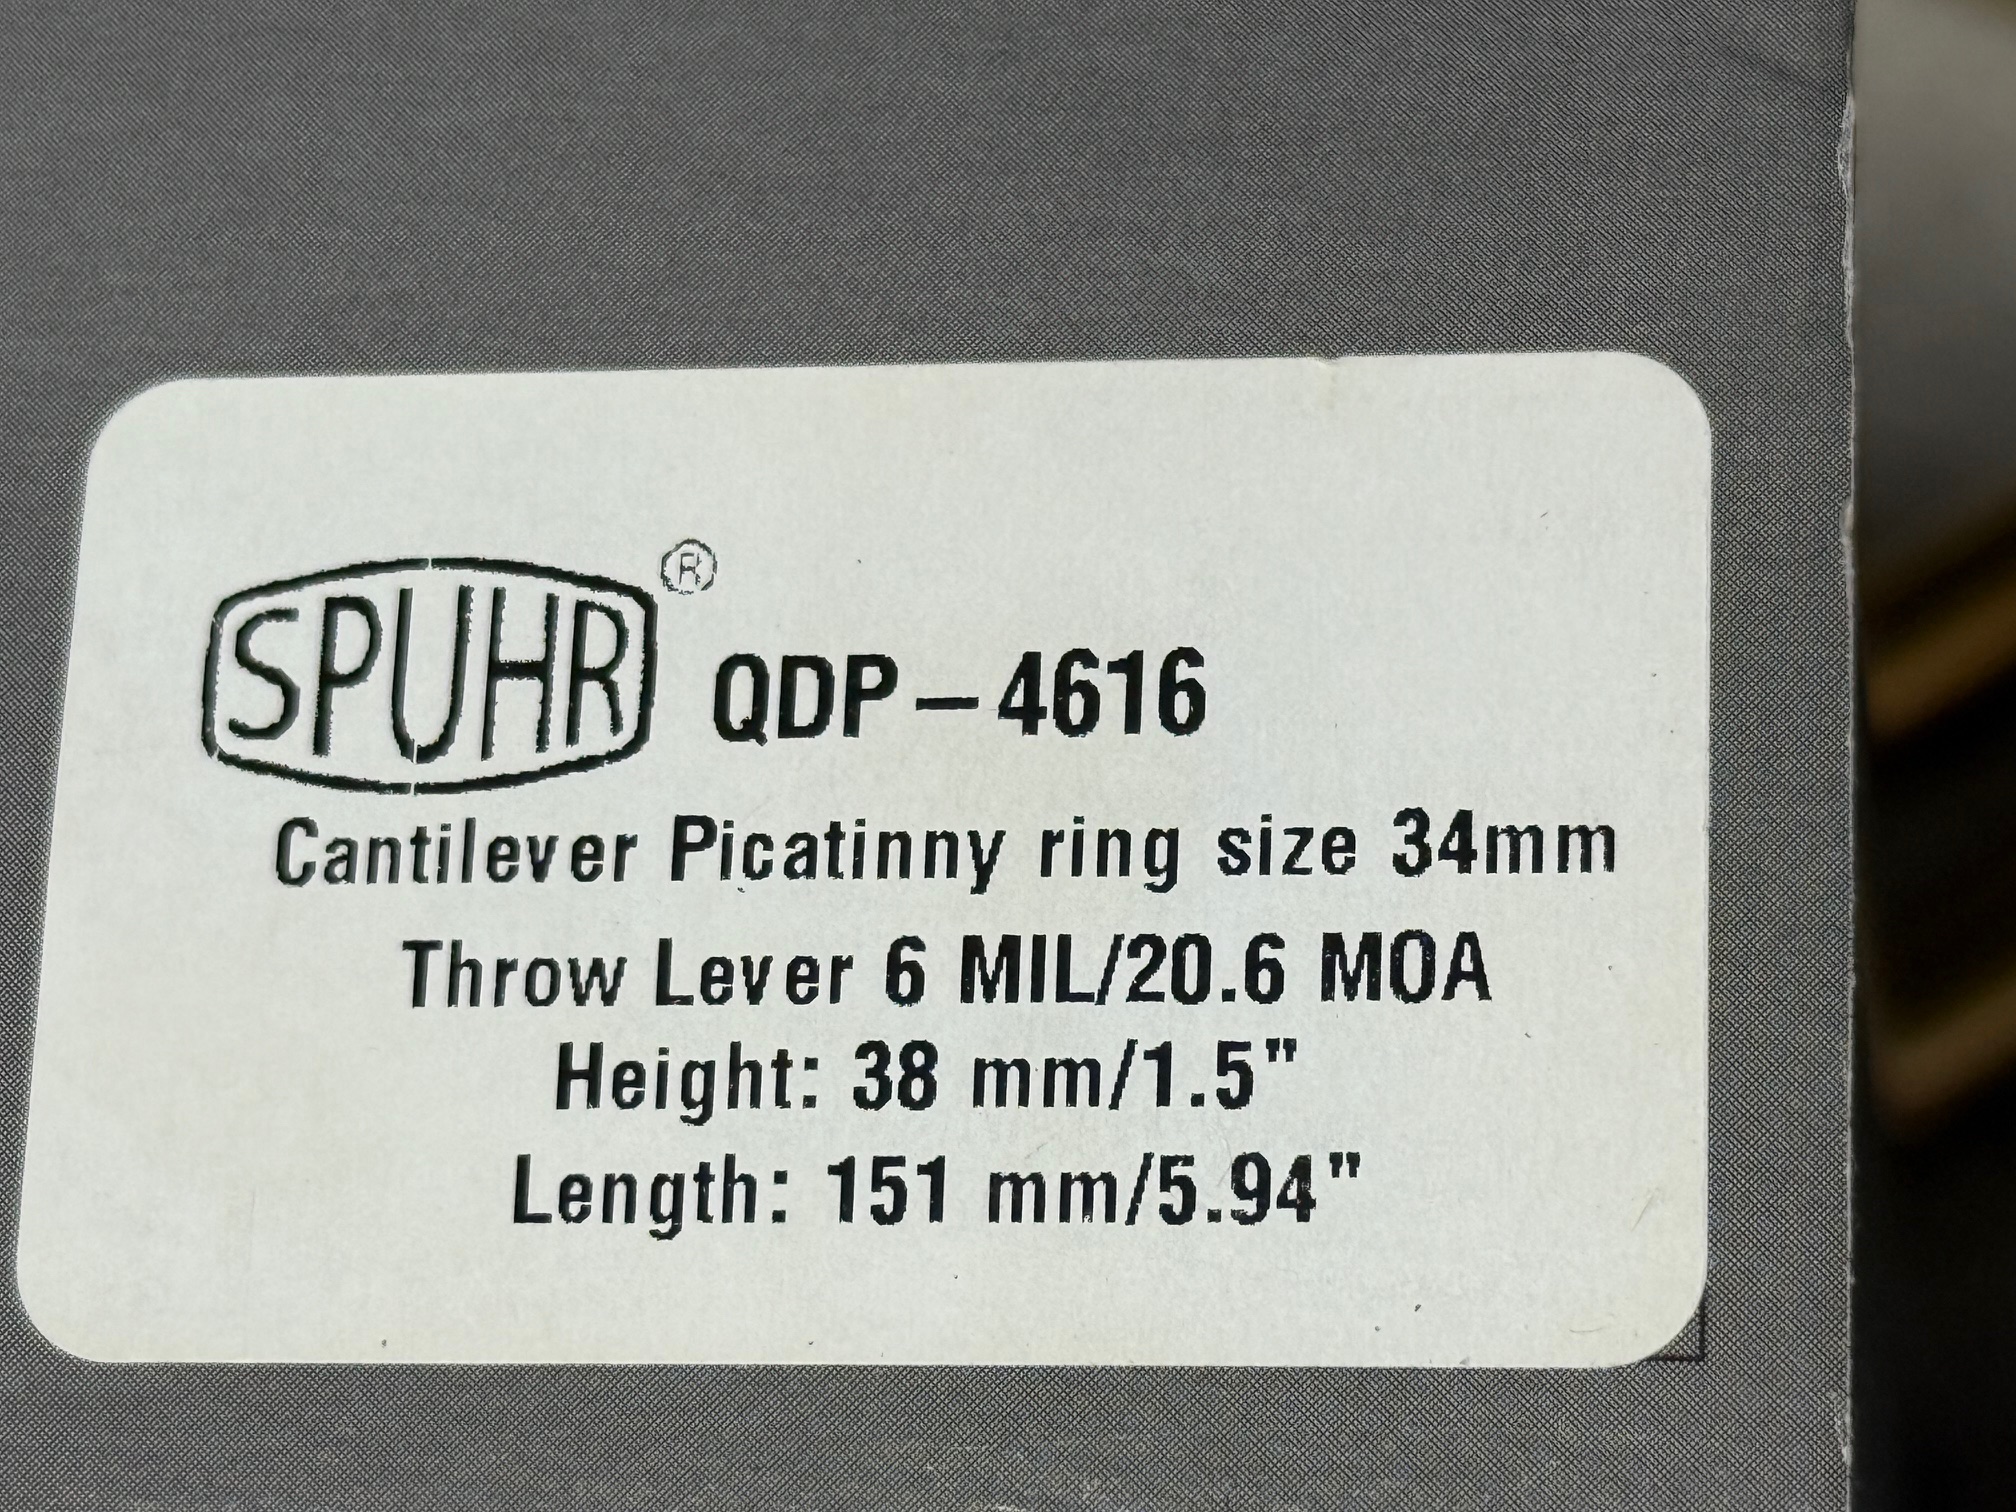 SPUHR® QDP-4616
Cantilever Picatinny ring size 34mm
Throw Lever 6 MIL/20.6 MOA
Height: 38 mm/1.5"
Length: 151 mm/5.94"